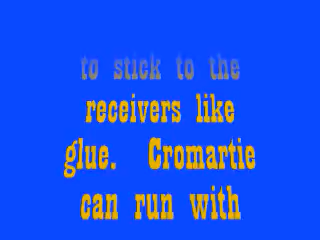 to stick to the
receivers like
glue. Cromartie
can run with